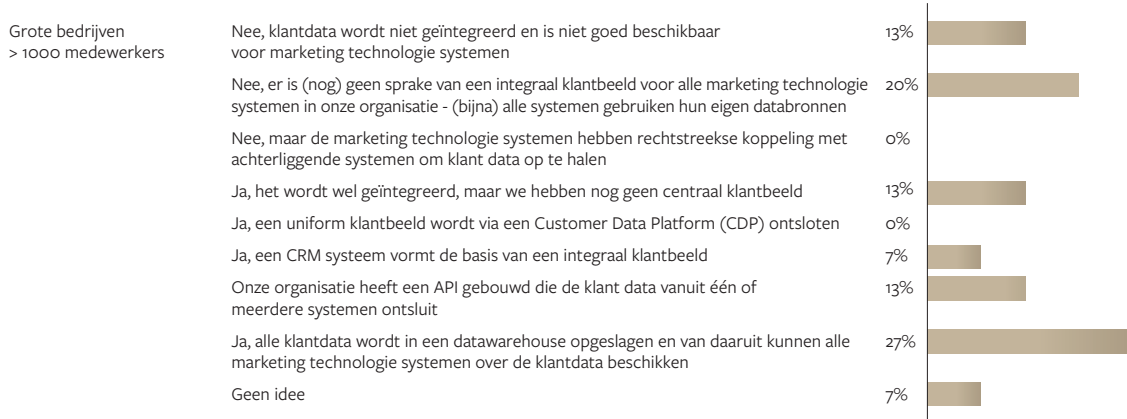 Grote bedrijven
> 1000 medewerkers
Nee, klantdata wordt niet geïntegreerd en is niet goed beschikbaar
voor marketing technologie systemen
13%
Nee, er is (nog) geen sprake van een integraal klantbeeld voor alle marketing technologie
systemen in onze organisatie - (bijna) alle systemen gebruiken hun eigen databronnen
20%
Nee, maar de marketing technologie systemen hebben rechtstreekse koppeling met
achterliggende systemen om klant data op te halen
0%
Ja, het wordt wel geïntegreerd, maar we hebben nog geen centraal klantbeeld
13%
Ja, een uniform klantbeeld wordt via een Customer Data Platform (CDP) ontsloten
0%
Ja, een CRM systeem vormt de basis van een integraal klantbeeld
7%
Onze organisatie heeft een API gebouwd die de klant data vanuit één of
meerdere systemen ontsluit
13%
Ja, alle klantdata wordt in een datawarehouse opgeslagen en van daaruit kunnen alle
marketing technologie systemen over de klantdata beschikken
27%
Geen idee
7%